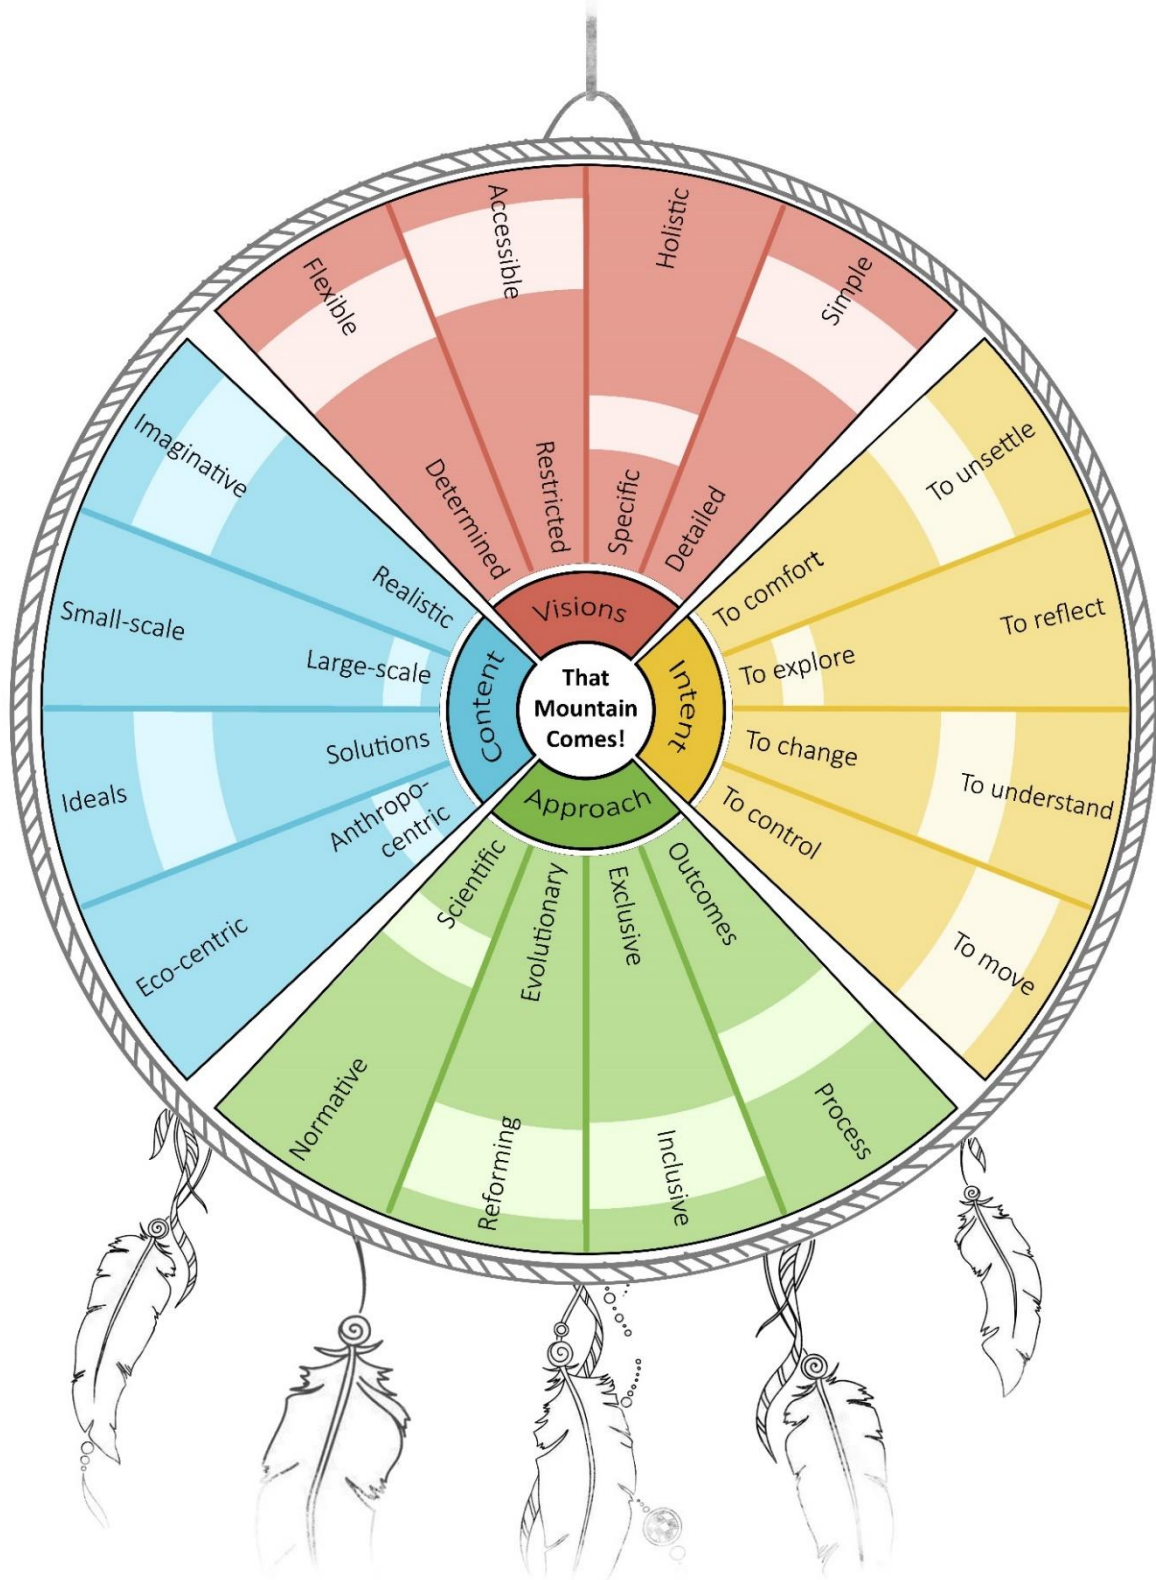 Flexible
Accessible
Holistic
Simple
Determined
Restricted
Specific
Detailed
Visions
To unsettle
To comfort
To reflect
To explore
To change
To understand
To control
To move
Intent
Outcomes
Process
Exclusive
Inclusive
Evolutionary
Reforming
Scientific
Normative
Approach
Anthropo-
centric
Eco-centric
Solutions
Ideals
Large-scale
Small-scale
Realistic
Imaginative
Content
That
Mountain
Comes!